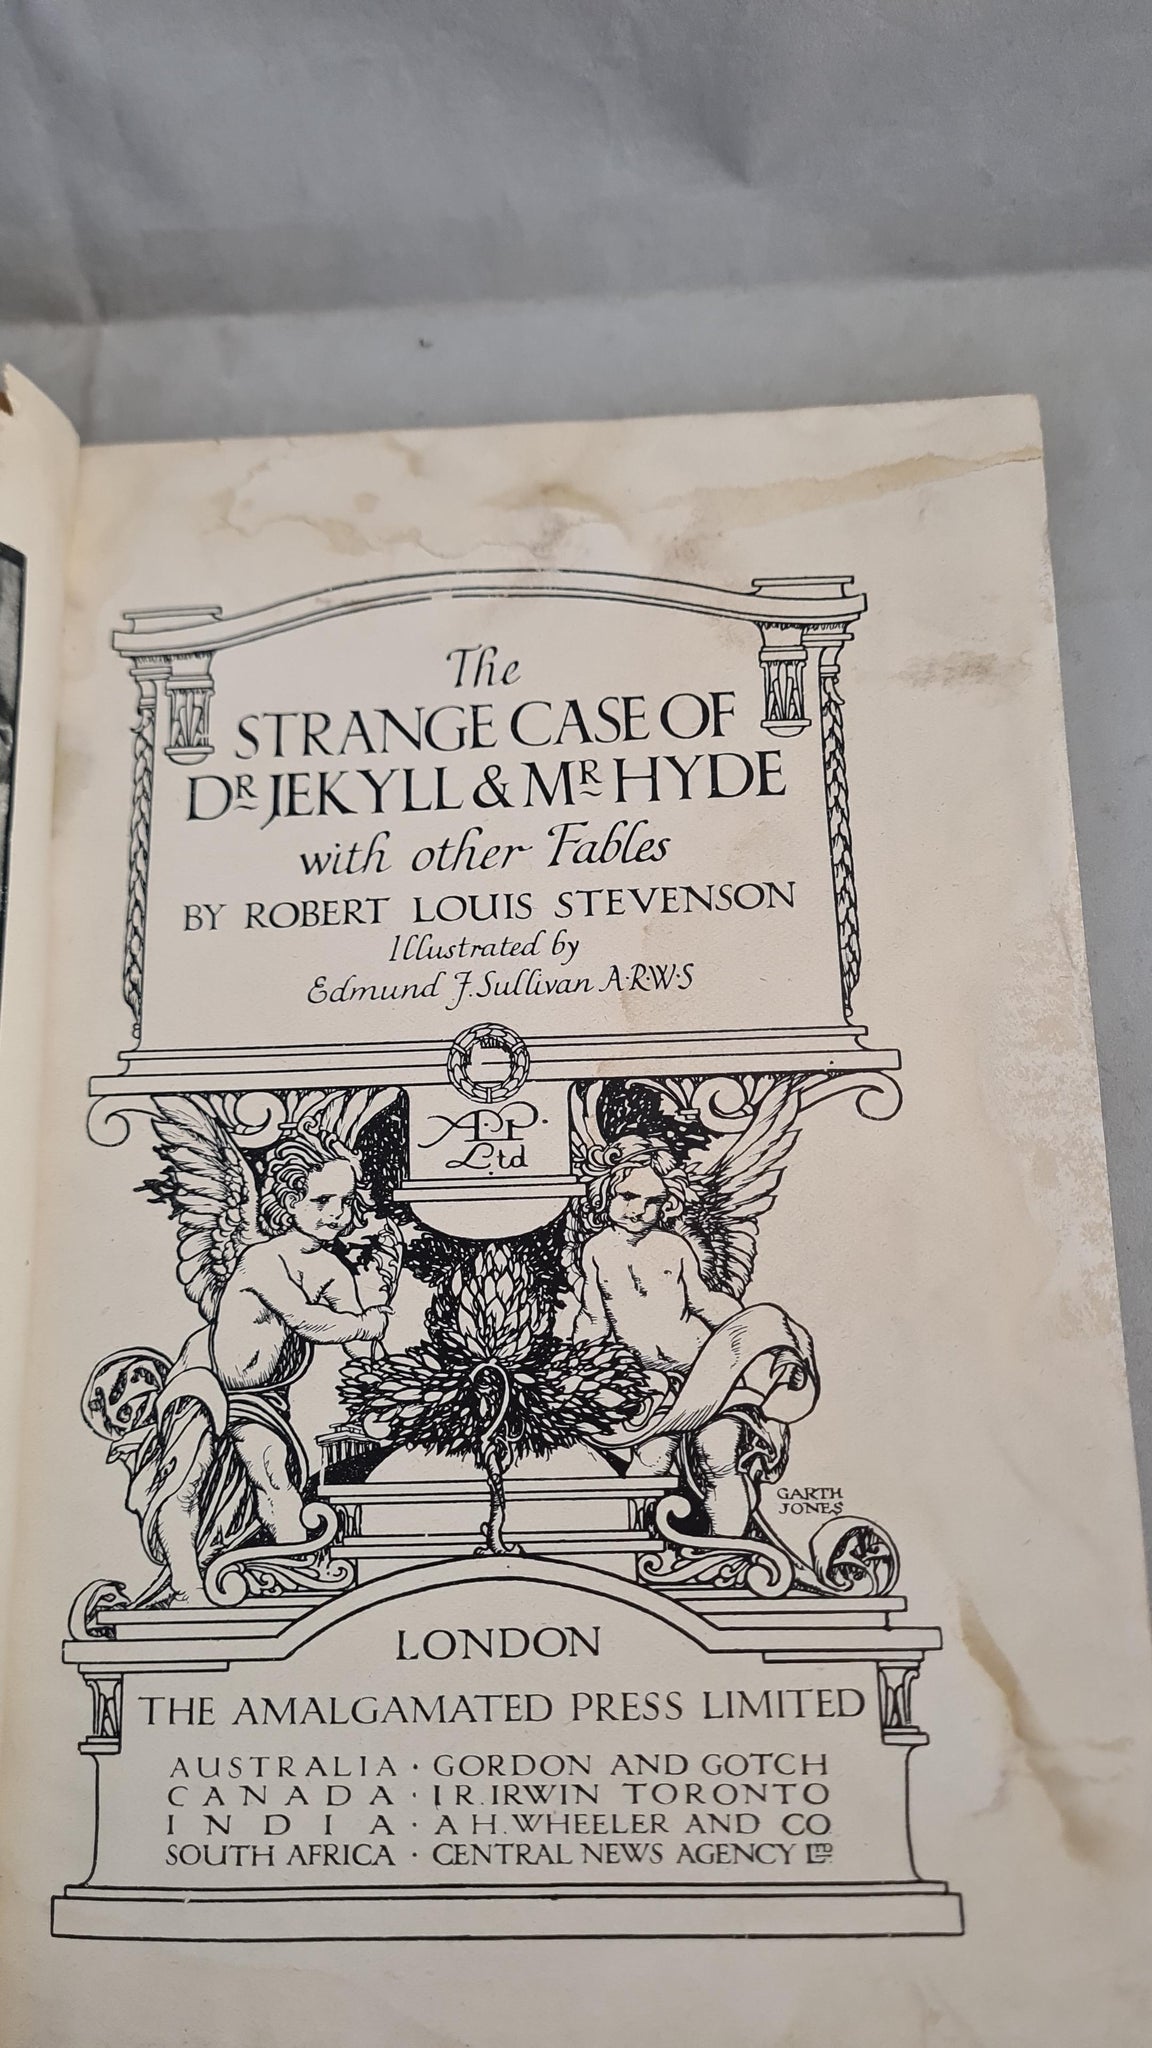 The
STRANGE CASE OF
DR JEKYLL & MR HYDE
with other Fables
BY ROBERT LOUIS STEVENSON
Illustrated by
Edmund J. Sullivan A·R·W·S
A·P·
Ltd
GARTH
JONES
LONDON
THE AMALGAMATED PRESS LIMITED
AUSTRALIA · GORDON AND GOTCH
CANADA · I R. IRWIN TORONTO
INDIA · A H. WHEELER AND CO
SOUTH AFRICA · CENTRAL NEWS AGENCY LTD